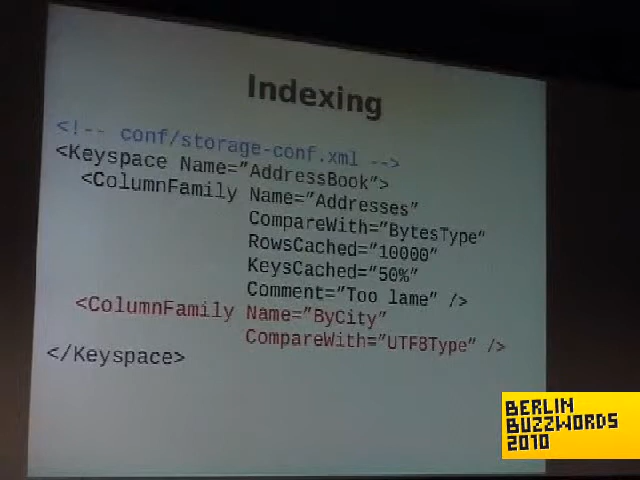 Indexing
<!-- conf/storage-conf.xml -->
<Keyspace Name="AddressBook">
<ColumnFamily Name="Addresses"
CompareWith="BytesType"
RowsCached="10000"
KeysCached="50%"
Comment="Too lame" />
<ColumnFamily Name="ByCity"
CompareWith="UTF8Type" />
</Keyspace>
BERLIN
BUZZWORDS
2010